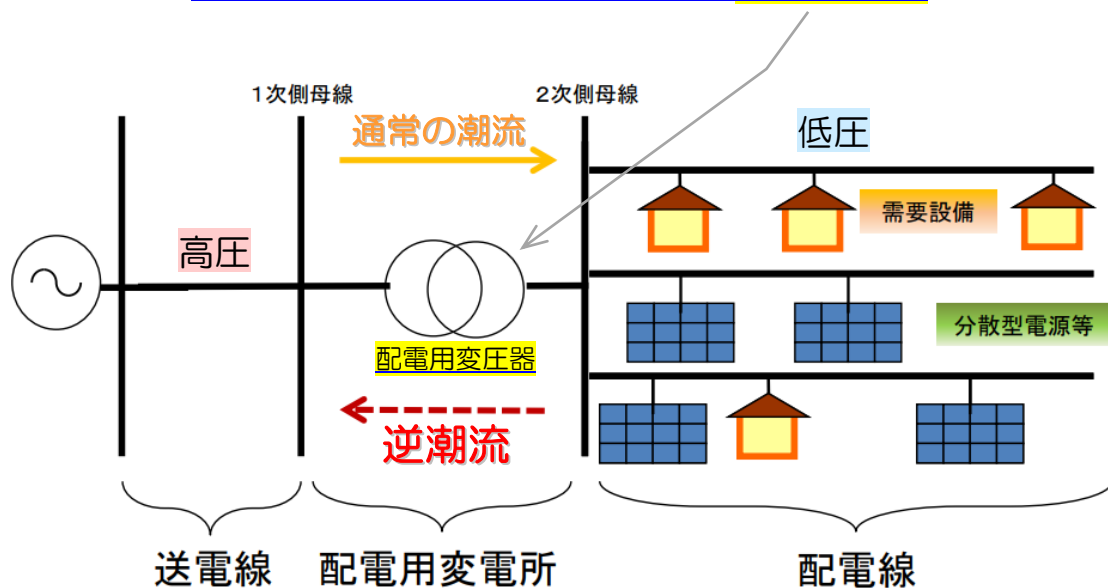 1次側母線
2次側母線
通常の潮流
低圧
需要設備
高圧
分散型電源等
配電用変圧器
逆潮流
送電線
配電用変電所
配電線